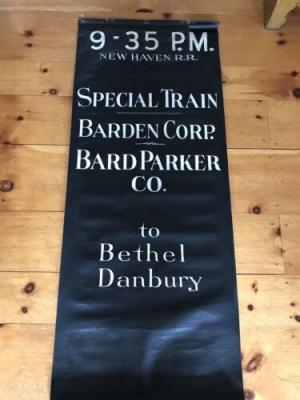 9-35 P.M.
NEW HAVEN R.R.
SPECIAL TRAIN
BARDEN CORP.
BARD PARKER
CO.
to
Bethel
Danbury